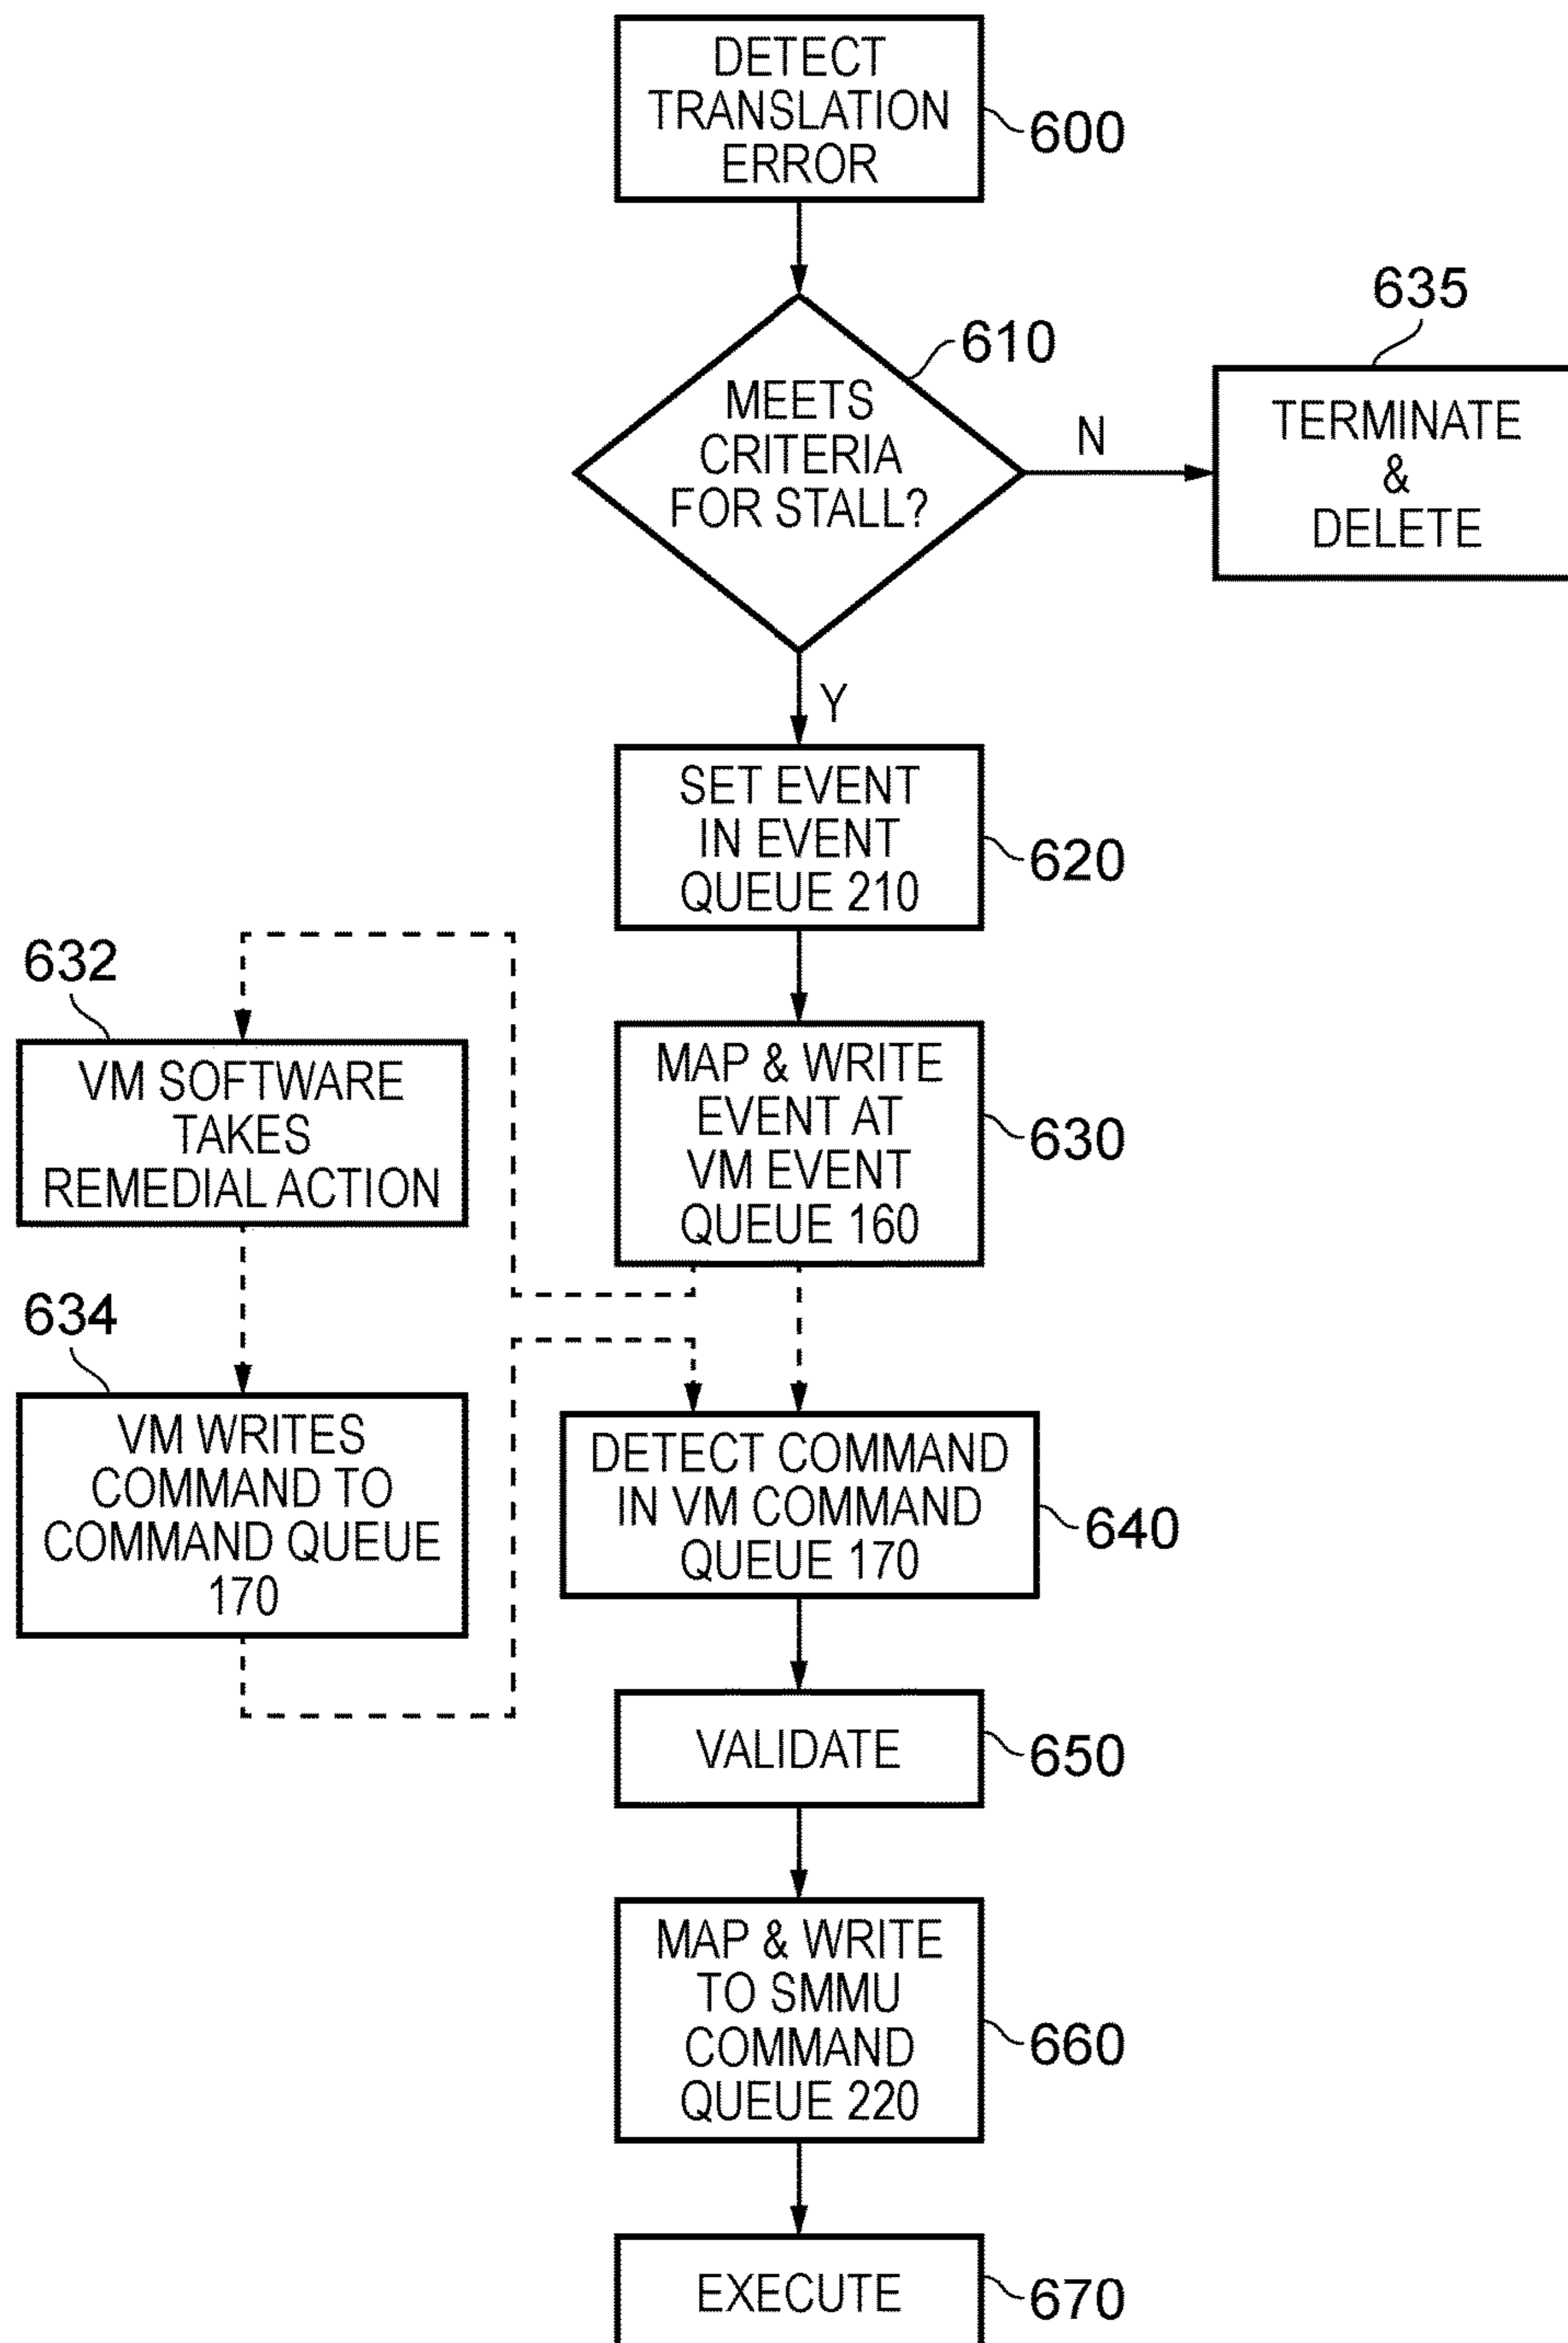 DETECT
TRANSLATION
ERROR
600
MEETS
CRITERIA
FOR STALL?
610
N
635
TERMINATE
&
DELETE
Y
SET EVENT
IN EVENT
QUEUE 210
620
MAP & WRITE
EVENT AT
VM EVENT
QUEUE 160
630
632
VM SOFTWARE
TAKES
REMEDIAL ACTION
634
VM WRITES
COMMAND TO
COMMAND QUEUE
170
DETECT COMMAND
IN VM COMMAND
QUEUE 170
640
VALIDATE
650
MAP & WRITE
TO SMMU
COMMAND
QUEUE 220
660
EXECUTE
670